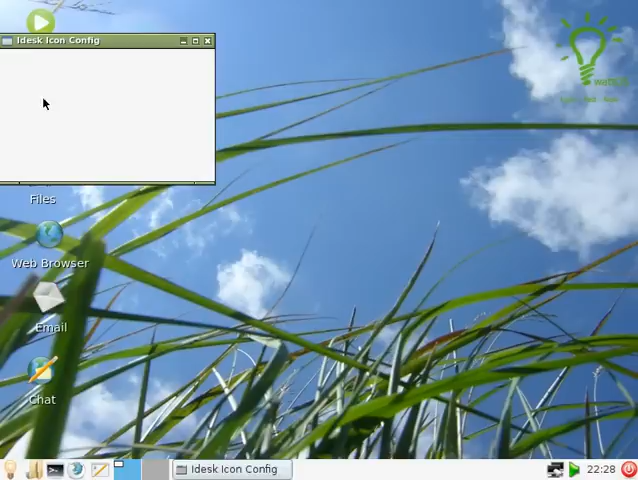 Idesk Icon Config
Files
Web Browser
Email
Chat
Idesk Icon Config
22:28